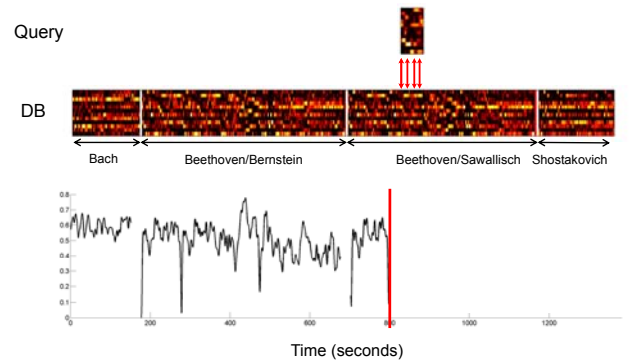 Query
DB
Bach
Beethoven/Bernstein
Beethoven/Sawallisch
Shostakovich
0.8
0.7
0.6
0.5
0.4
0.3
0.2
0.1
0
0 200 400 600 800 1000 1200
Time (seconds)